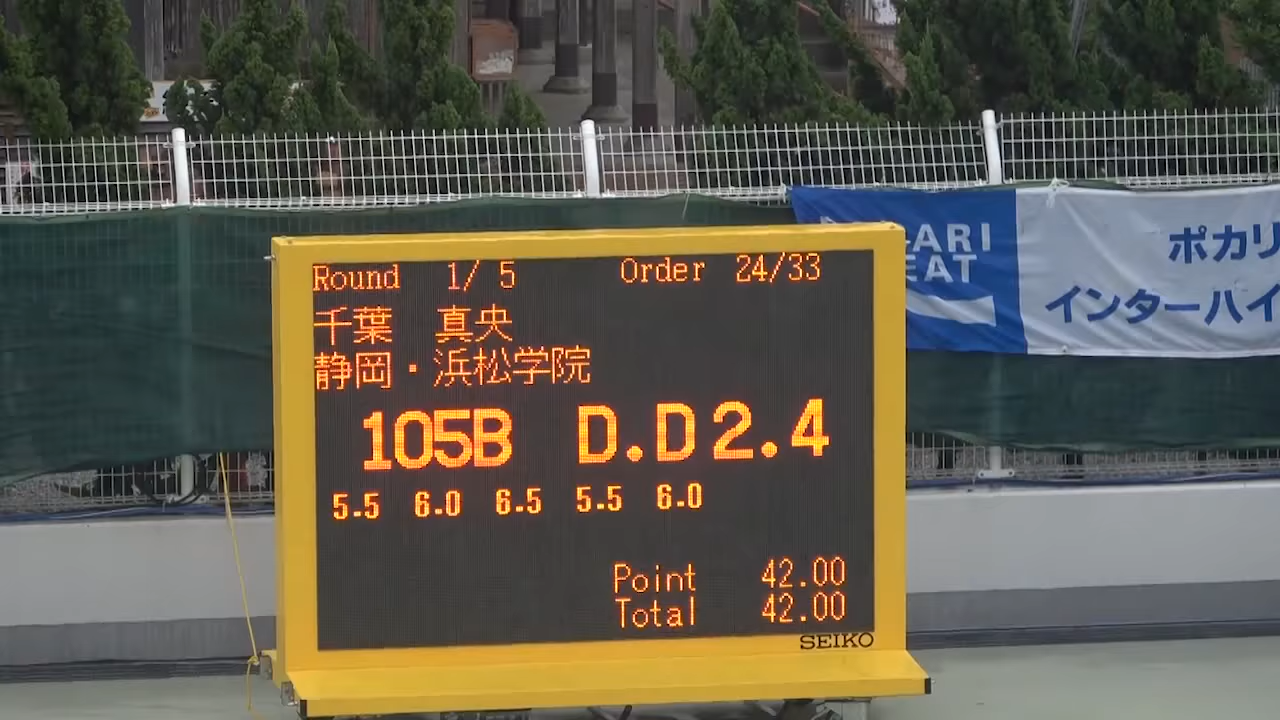 Round 1/ 5 Order 24/33
千葉 真央
静岡・浜松学院
105B D.D 2.4
5.5 6.0 6.5 5.5 6.0
Point 42.00
Total 42.00
SEIKO
ポカリ
インターハイ